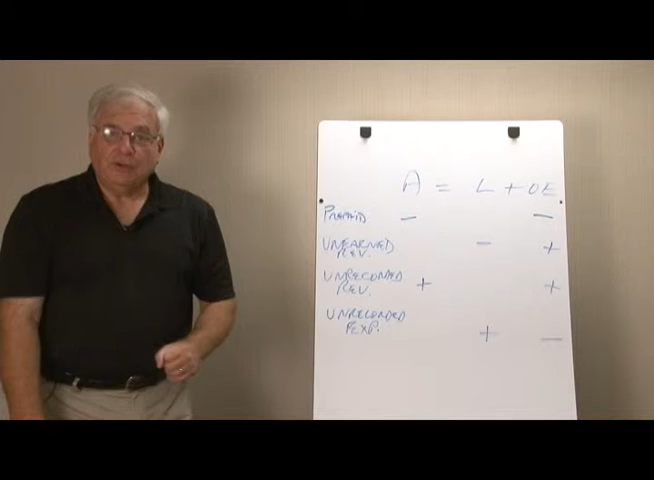 A = L + OE
PREPAID - -
UNEARNED - +
REV.
UNRECORDED + +
REV.
UNRECORDED + -
EXP.